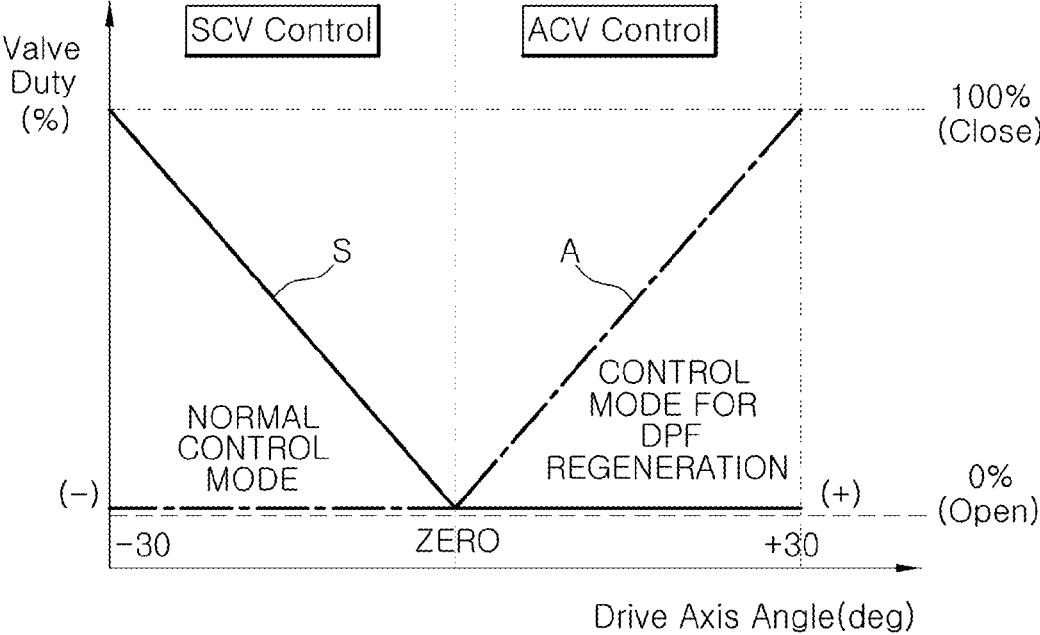 SCV Control
ACV Control
Valve
Duty
(%)
100%
(Close)
S
A
CONTROL
MODE FOR
DPF
REGENERATION
NORMAL
CONTROL
MODE
(-)
(+)
0%
(Open)
-30
ZERO
+30
Drive Axis Angle(deg)